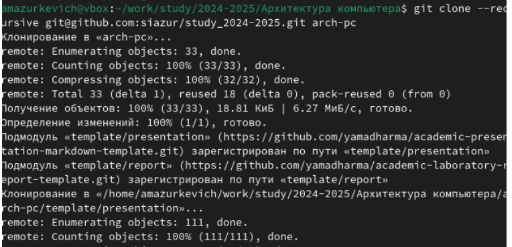 amazurkevich@vbox:~/work/study/2024-2025/Архитектура компьютера$ git clone --rec
ursive git@github.com:siazur/study_2024-2025.git arch-pc
Клонирование в «arch-pc»...
remote: Enumerating objects: 33, done.
remote: Counting objects: 100% (33/33), done.
remote: Compressing objects: 100% (32/32), done.
remote: Total 33 (delta 1), reused 18 (delta 0), pack-reused 0 (from 0)
Получение объектов: 100% (33/33), 18.81 КиБ | 6.27 МиБ/с, готово.
Определение изменений: 100% (1/1), готово.
Подмодуль «template/presentation» (https://github.com/yamadharma/academic-presen
tation-markdown-template.git) зарегистрирован по пути «template/presentation»
Подмодуль «template/report» (https://github.com/yamadharma/academic-laboratory-r
eport-template.git) зарегистрирован по пути «template/report»
Клонирование в «/home/amazurkevich/work/study/2024-2025/Архитектура компьютера/a
rch-pc/template/presentation»...
remote: Enumerating objects: 111, done.
remote: Counting objects: 100% (111/111), done.